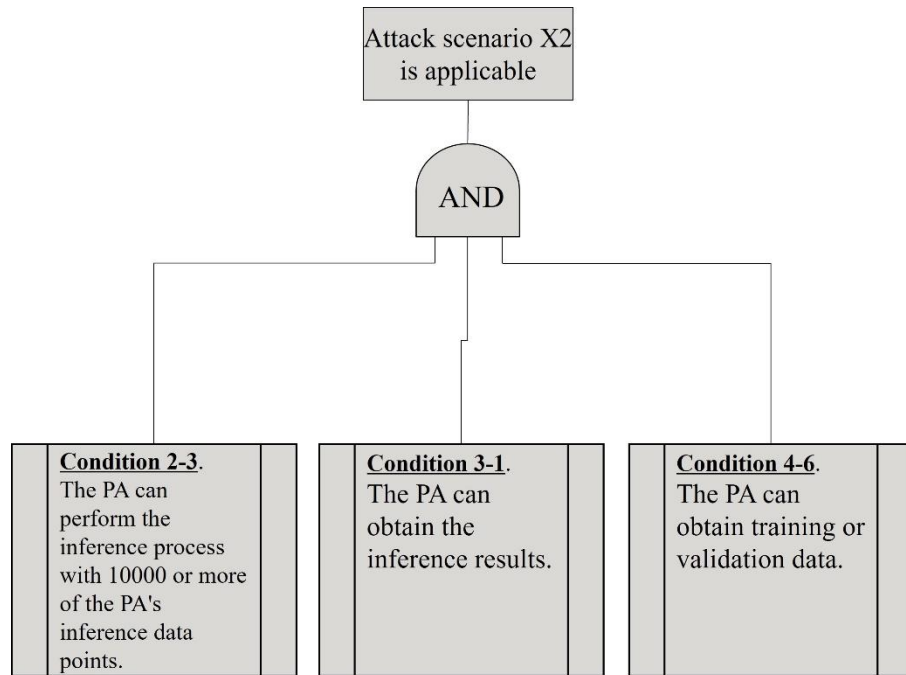 Attack scenario X2
is applicable
AND
Condition 2-3.
The PA can
perform the
inference process
with 10000 or more
of the PA's
inference data
points.
Condition 3-1.
The PA can
obtain the
inference results.
Condition 4-6.
The PA can
obtain training or
validation data.